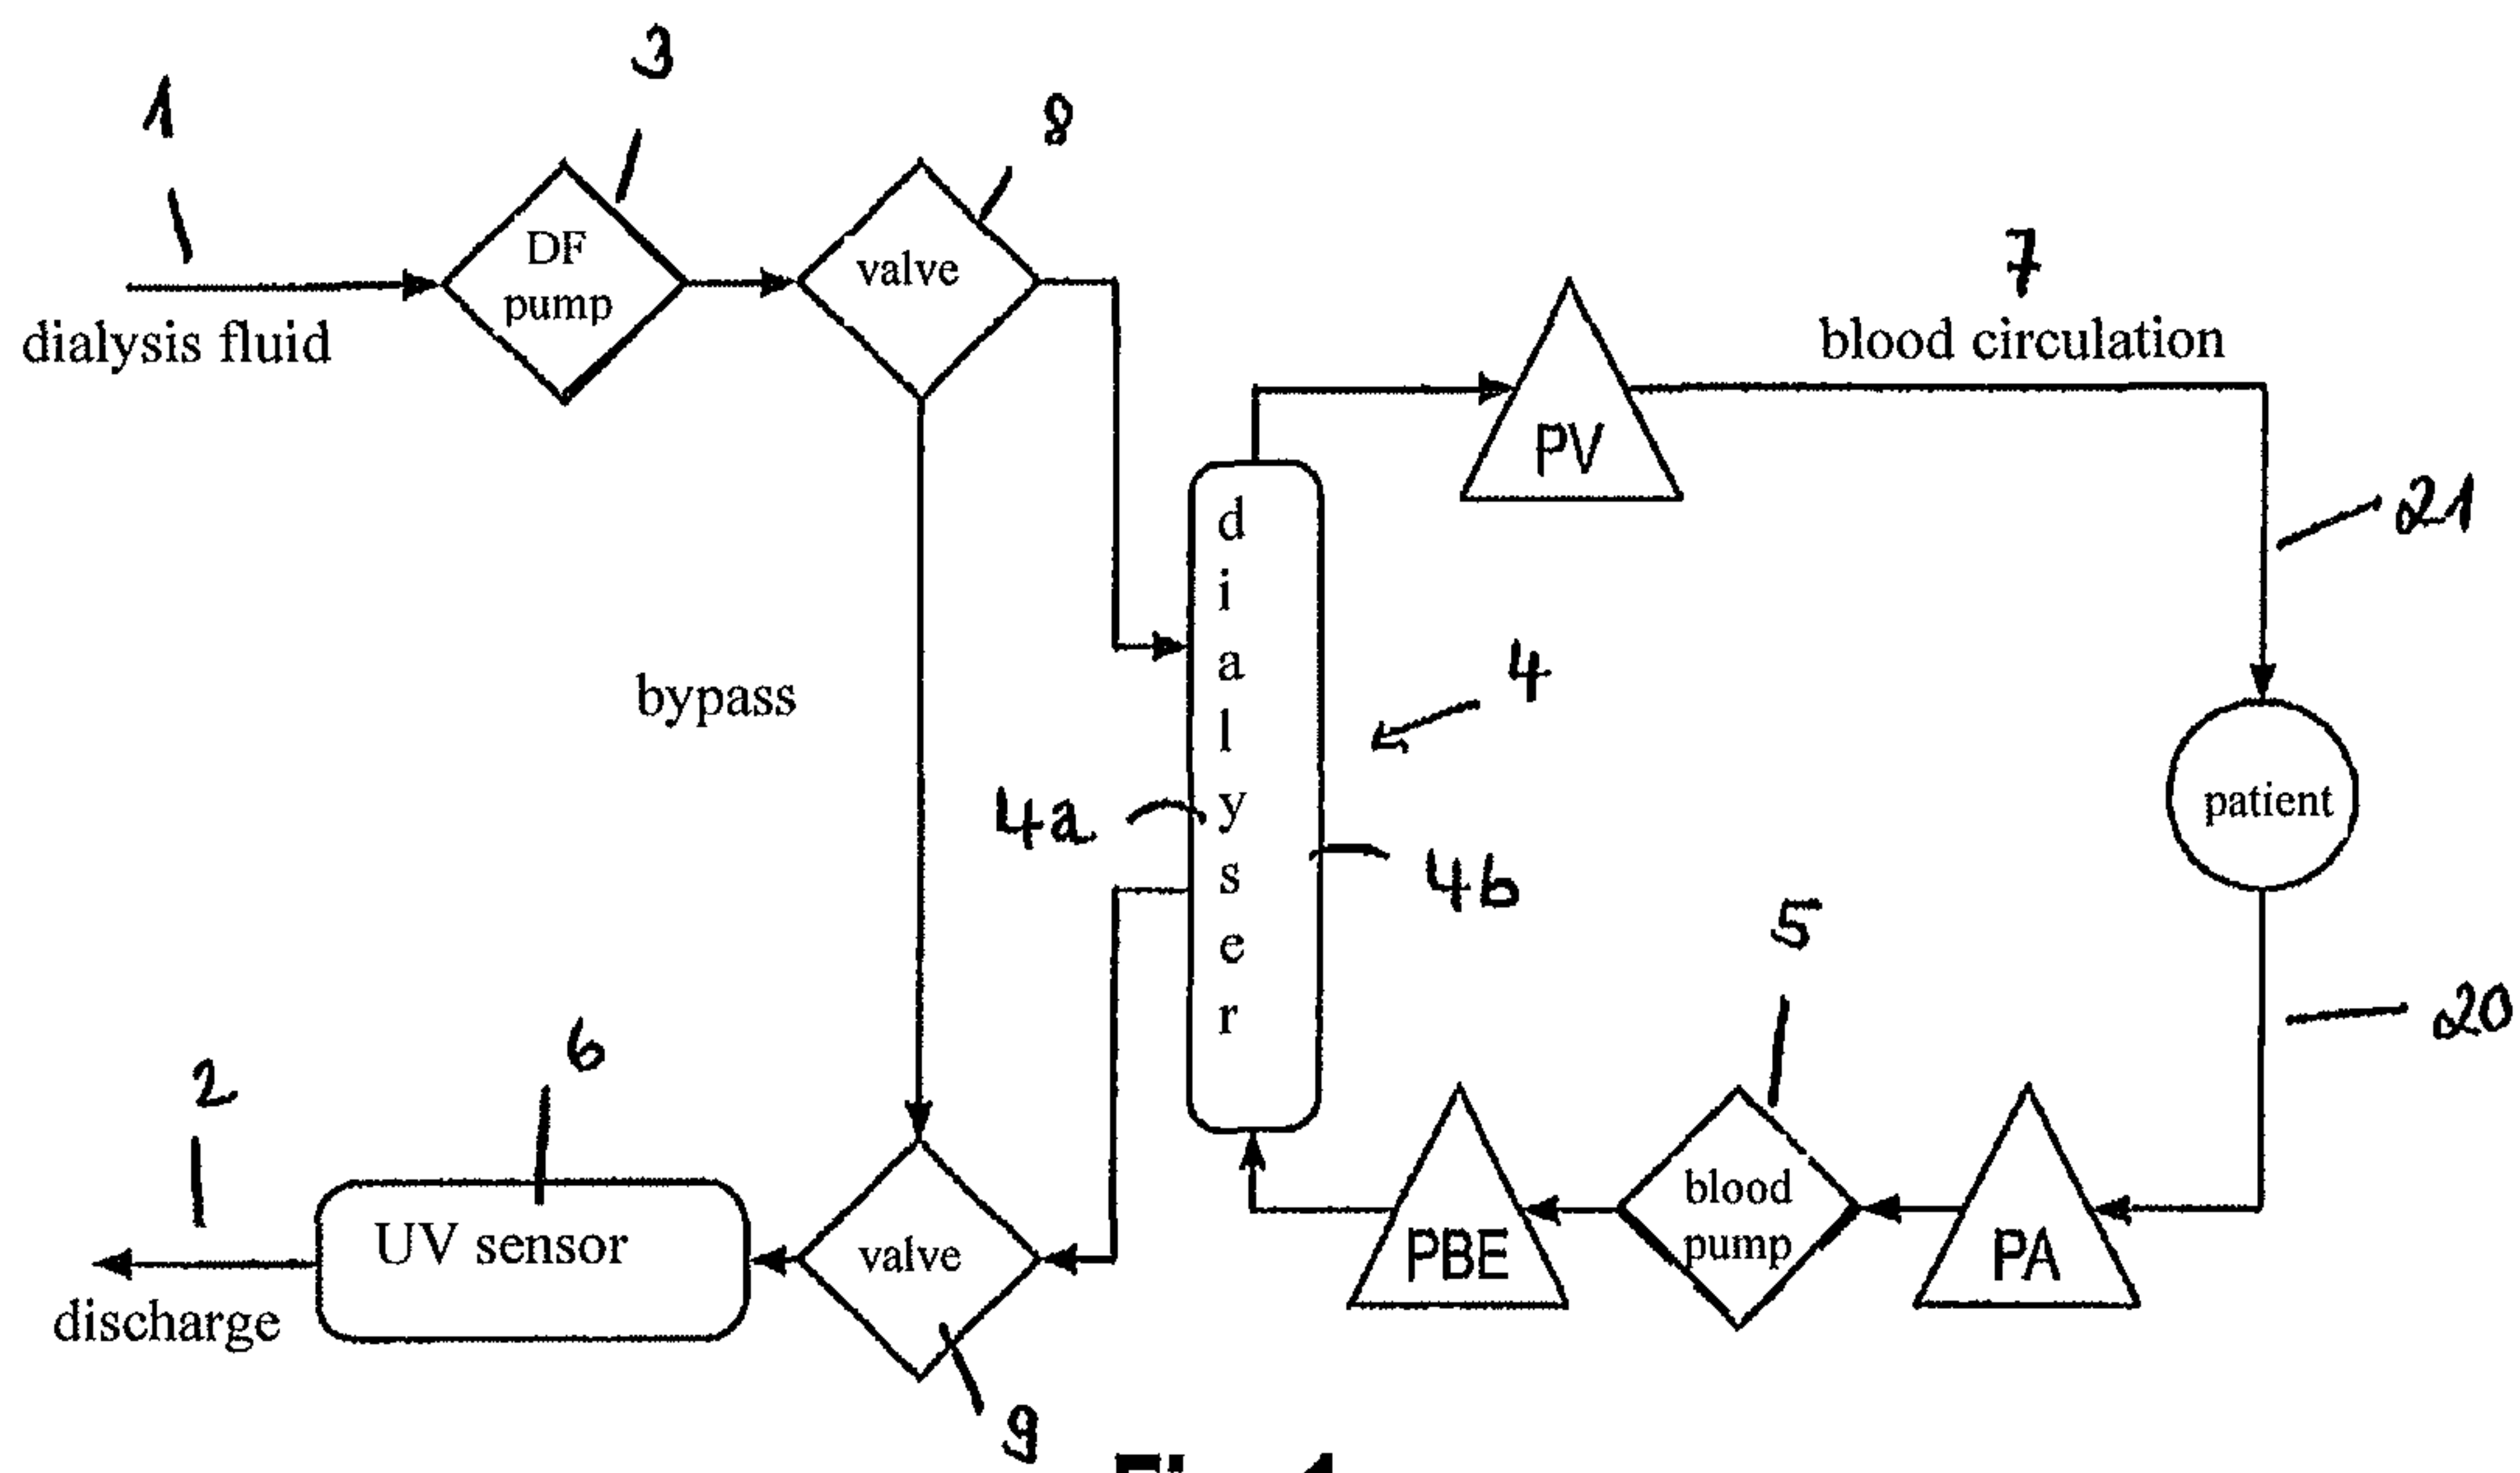 1
3
8
DF
pump
valve
7
dialysis fluid
blood circulation
PV
21
dialyser
4
bypass
4a
4b
patient
5
20
6
2
UV sensor
valve
PBE
blood
pump
PA
discharge
9